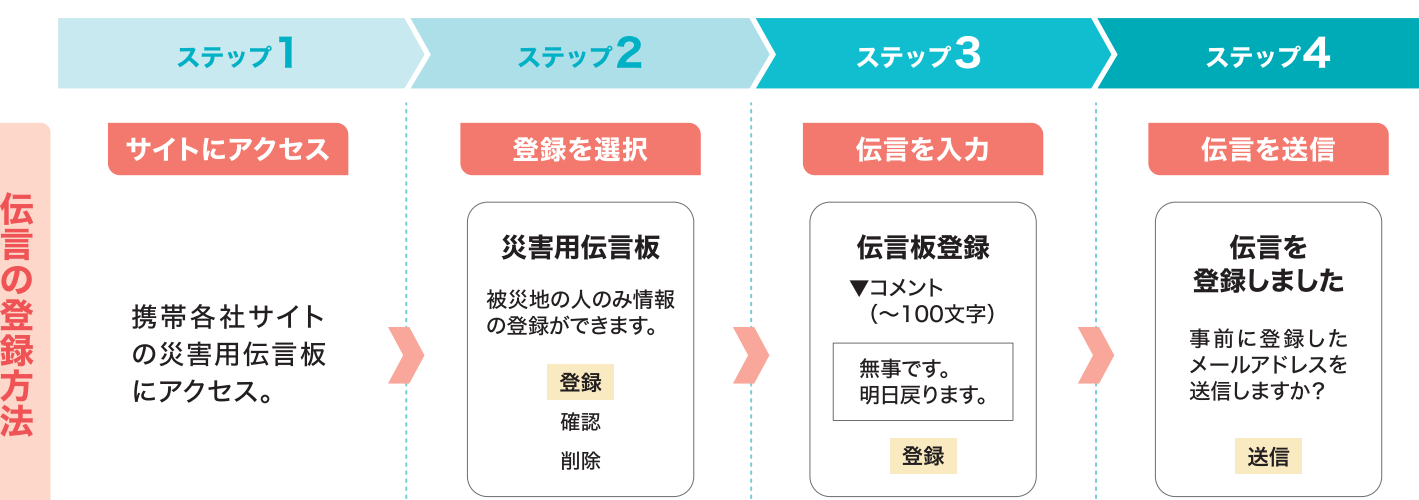 ステップ1
ステップ2
ステップ3
ステップ4
伝言の登録方法
サイトにアクセス
携帯各社サイト
の災害用伝言板
にアクセス。
登録を選択
災害用伝言板
被災地の人のみ情報
の登録ができます。
登録
確認
削除
伝言を入力
伝言板登録
▼コメント
（～100文字）
無事です。
明日戻ります。
登録
伝言を送信
伝言を
登録しました
事前に登録した
メールアドレスを
送信しますか？
送信